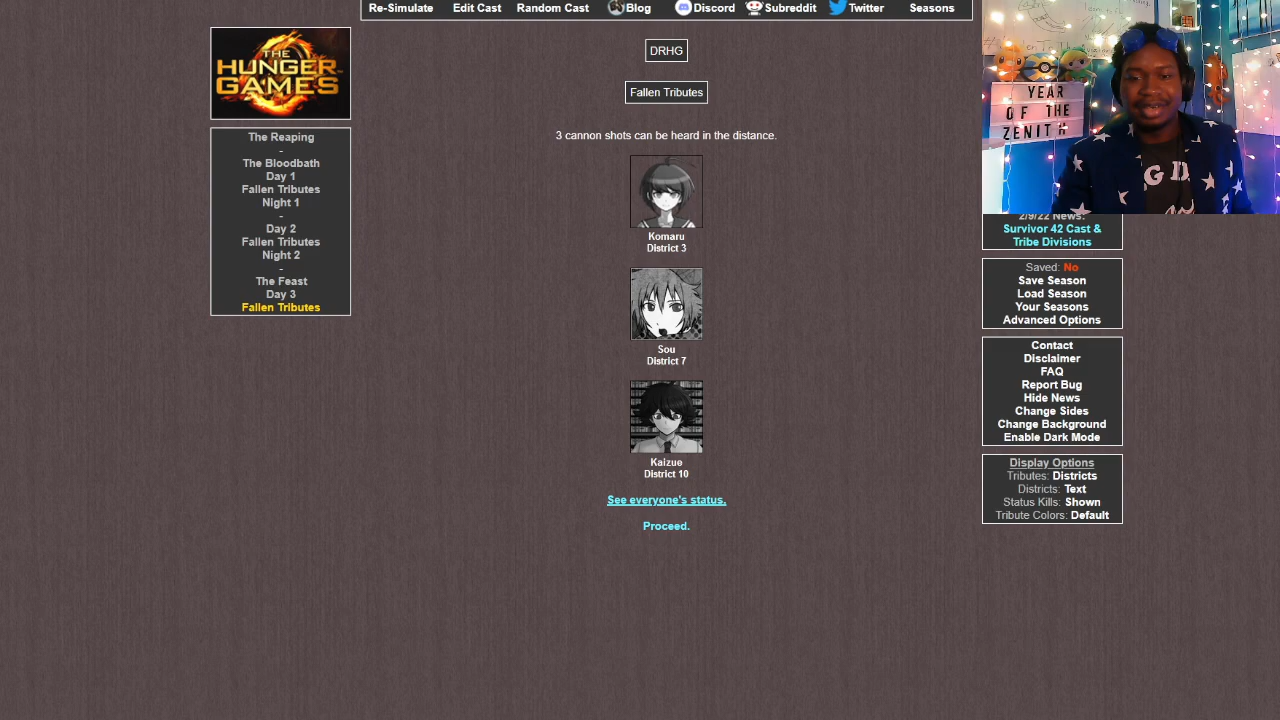 Re-Simulate Edit Cast Random Cast Blog Discord Subreddit Twitter Seasons
THE
HUNGER
GAMES
The Reaping
-
The Bloodbath
Day 1
Fallen Tributes
Night 1
-
Day 2
Fallen Tributes
Night 2
-
The Feast
Day 3
Fallen Tributes
DRHG
Fallen Tributes
3 cannon shots can be heard in the distance.
Komaru
District 3
Sou
District 7
Kaizue
District 10
See everyone's status.
Proceed.
YEAR
OF THE
ZENITH
2/9/22 News:
Survivor 42 Cast &
Tribe Divisions
Saved: No
Save Season
Load Season
Your Seasons
Advanced Options
Contact
Disclaimer
FAQ
Report Bug
Hide News
Change Sides
Change Background
Enable Dark Mode
Display Options
Tributes: Districts
Districts: Text
Status Kills: Shown
Tribute Colors: Default